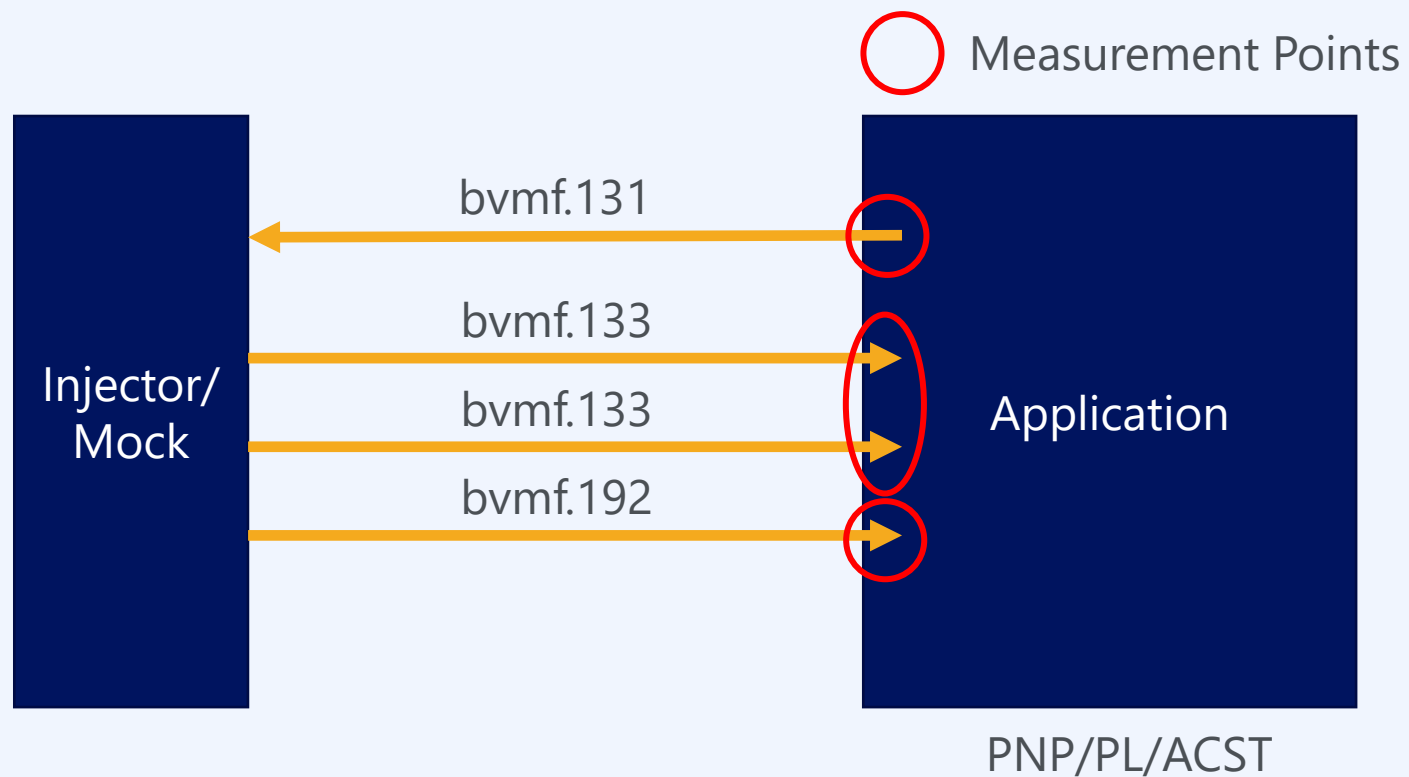 Measurement Points
bvmf.131
bvmf.133
Injector/
Mock
bvmf.133
Application
bvmf.192
PNP/PL/ACST